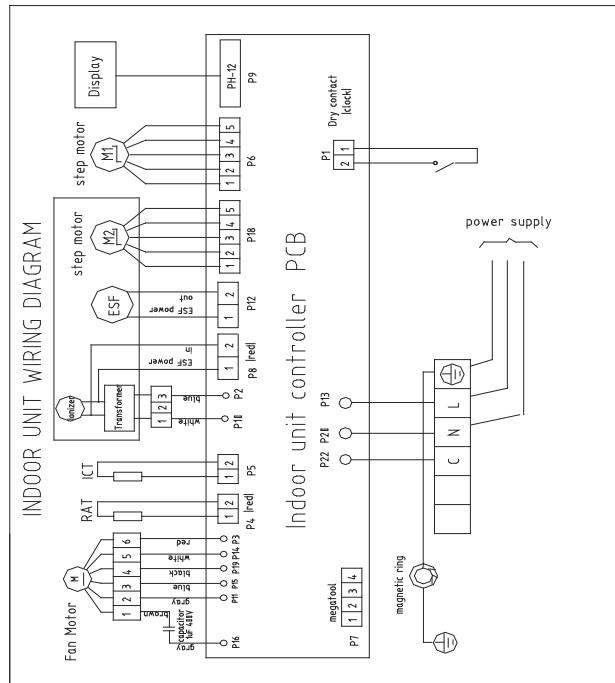 INDOOR UNIT WIRING DIAGRAM
Display
PH-12
P9
step motor
M1
5
4
3
2
1
P6
step motor
M2
5
4
3
2
1
P18
ESF
ESF power
out
2
1
P12
ESF power
in
2
1
|red|
P8
Ionizer
Transformer
3
2
1
blue
P2
white
P10
ICT
2
1
P5
RAT
2
1
|red|
P4
Fan Motor
M
6
5
4
3
2
1
red
P3
white
P14
black
P19
blue
P15
gray
P11
brown
capacitor
1uF 400V
gray
P16
Indoor unit controller PCB
Dry contact
|clock|
P1
1
2
power supply
P13
P20
P22
L
N
C
megatool
1 2 3 4
P7
magnetic ring